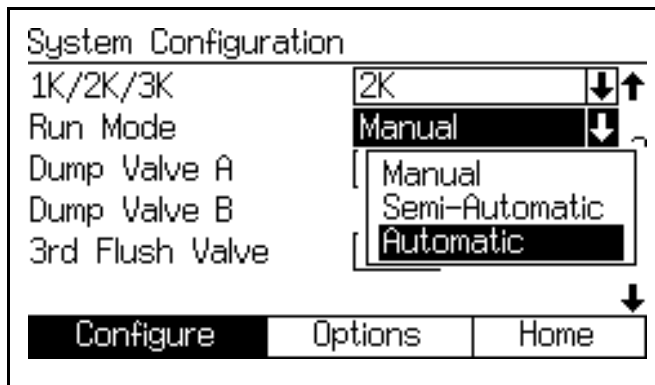 System Configuration
1K/2K/3K 2K
Run Mode Manual
Dump Valve A Manual
Dump Valve B Semi-Automatic
3rd Flush Valve Automatic
Configure Options Home